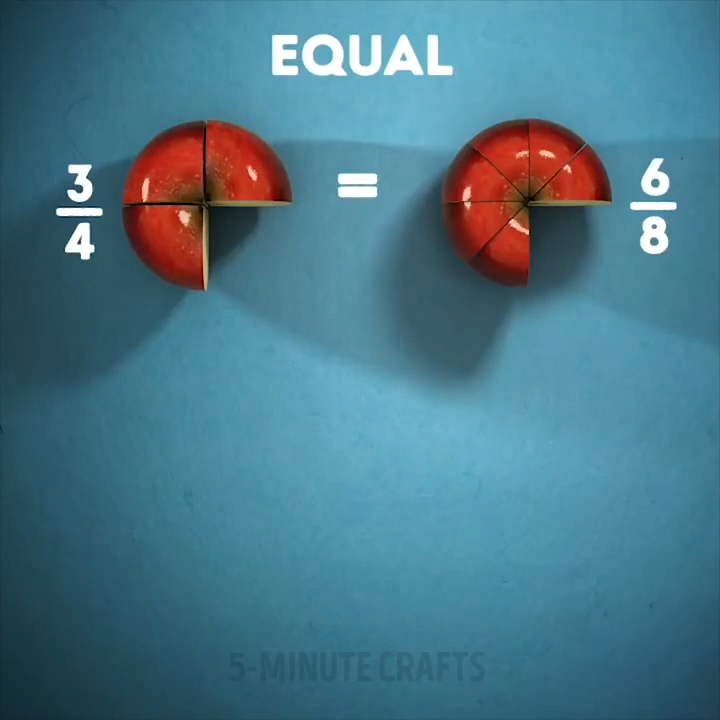 EQUAL
3/4 = 6/8
5-MINUTE CRAFTS